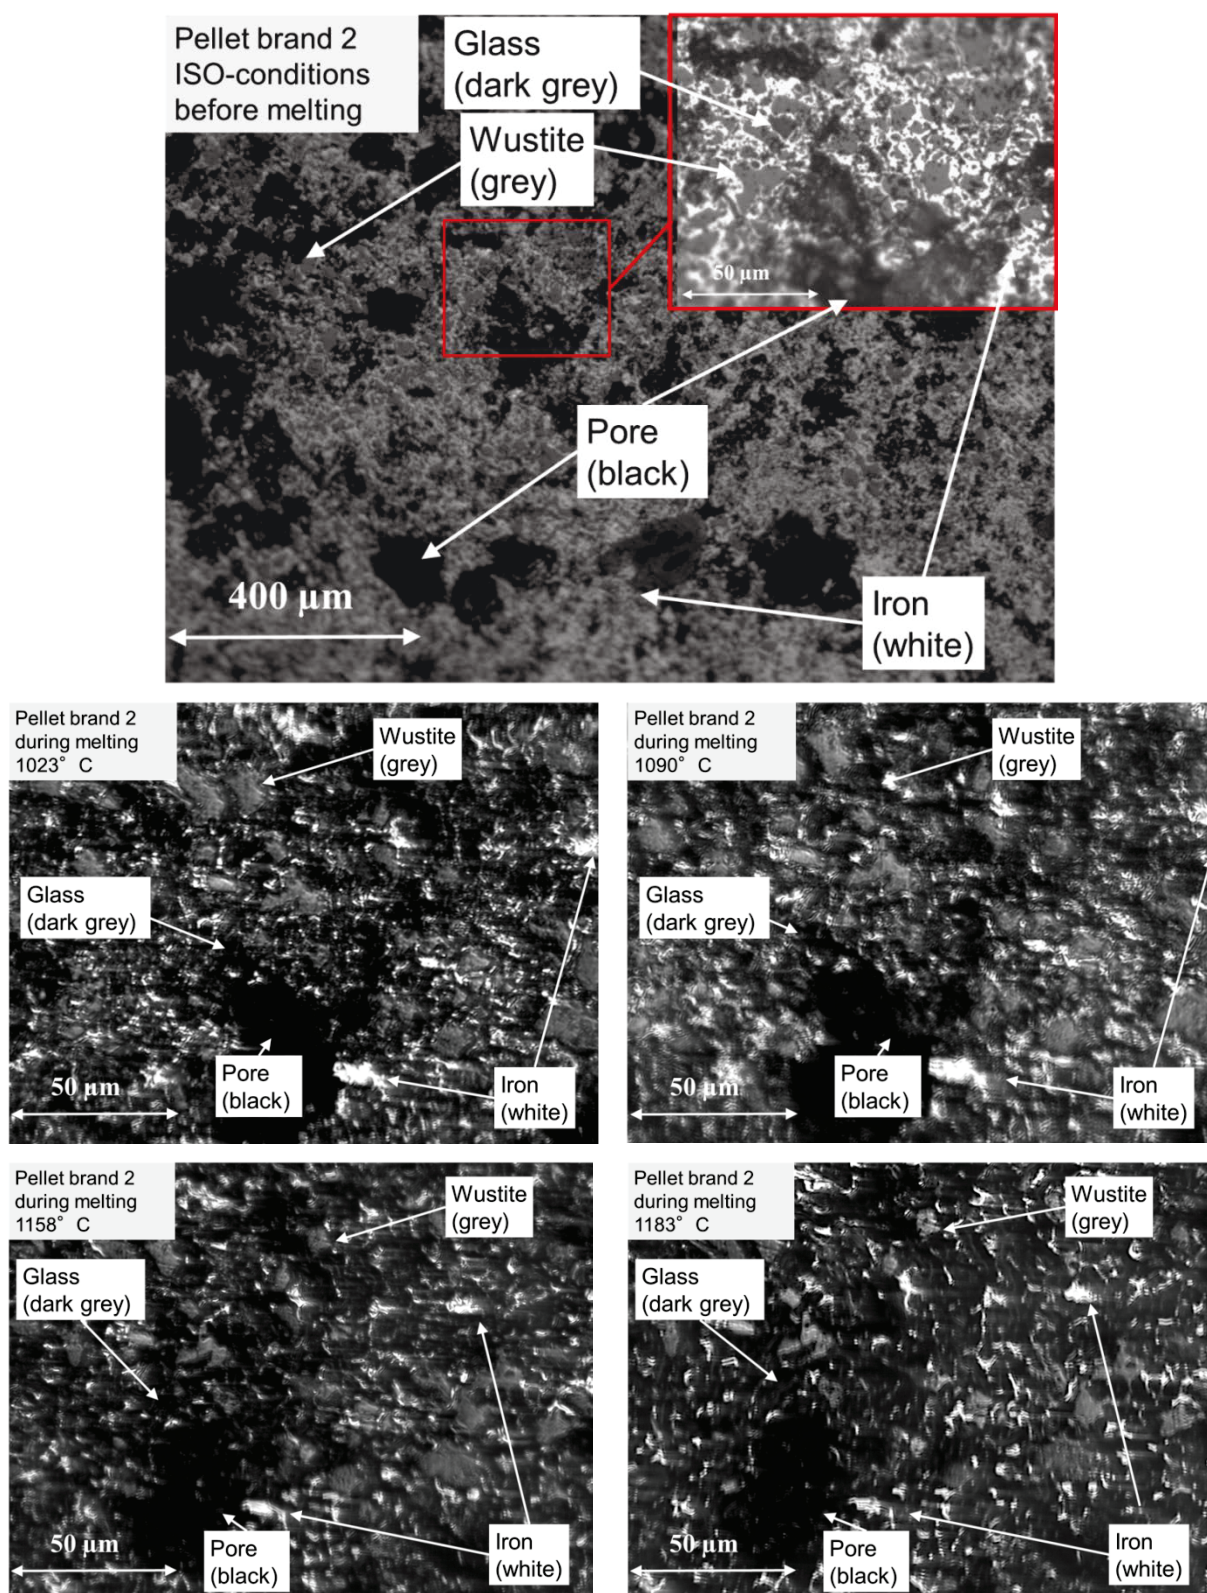 Pellet brand 2
ISO-conditions
before melting
Glass
(dark grey)
Wustite
(grey)
50 µm
Pore
(black)
400 µm
Iron
(white)
Pellet brand 2
during melting
1023° C
Wustite
(grey)
Glass
(dark grey)
50 µm
Pore
(black)
Iron
(white)
Pellet brand 2
during melting
1090° C
Wustite
(grey)
Glass
(dark grey)
50 µm
Pore
(black)
Iron
(white)
Pellet brand 2
during melting
1158° C
Wustite
(grey)
Glass
(dark grey)
50 µm
Pore
(black)
Iron
(white)
Pellet brand 2
during melting
1183° C
Wustite
(grey)
Glass
(dark grey)
50 µm
Pore
(black)
Iron
(white)